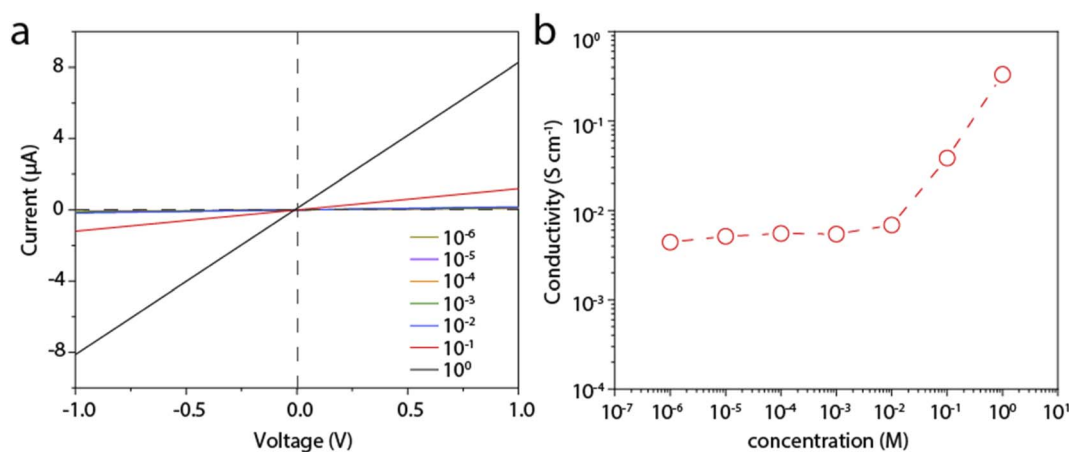 a
8
4
0
-4
-8
Current (µA)
-1.0 -0.5 0.0 0.5 1.0
Voltage (V)
10⁻⁶
10⁻⁵
10⁻⁴
10⁻³
10⁻²
10⁻¹
10⁰
b
10⁰
10⁻¹
10⁻²
10⁻³
10⁻⁴
Conductivity (S cm⁻¹)
10⁻⁷ 10⁻⁶ 10⁻⁵ 10⁻⁴ 10⁻³ 10⁻² 10⁻¹ 10⁰ 10¹
concentration (M)